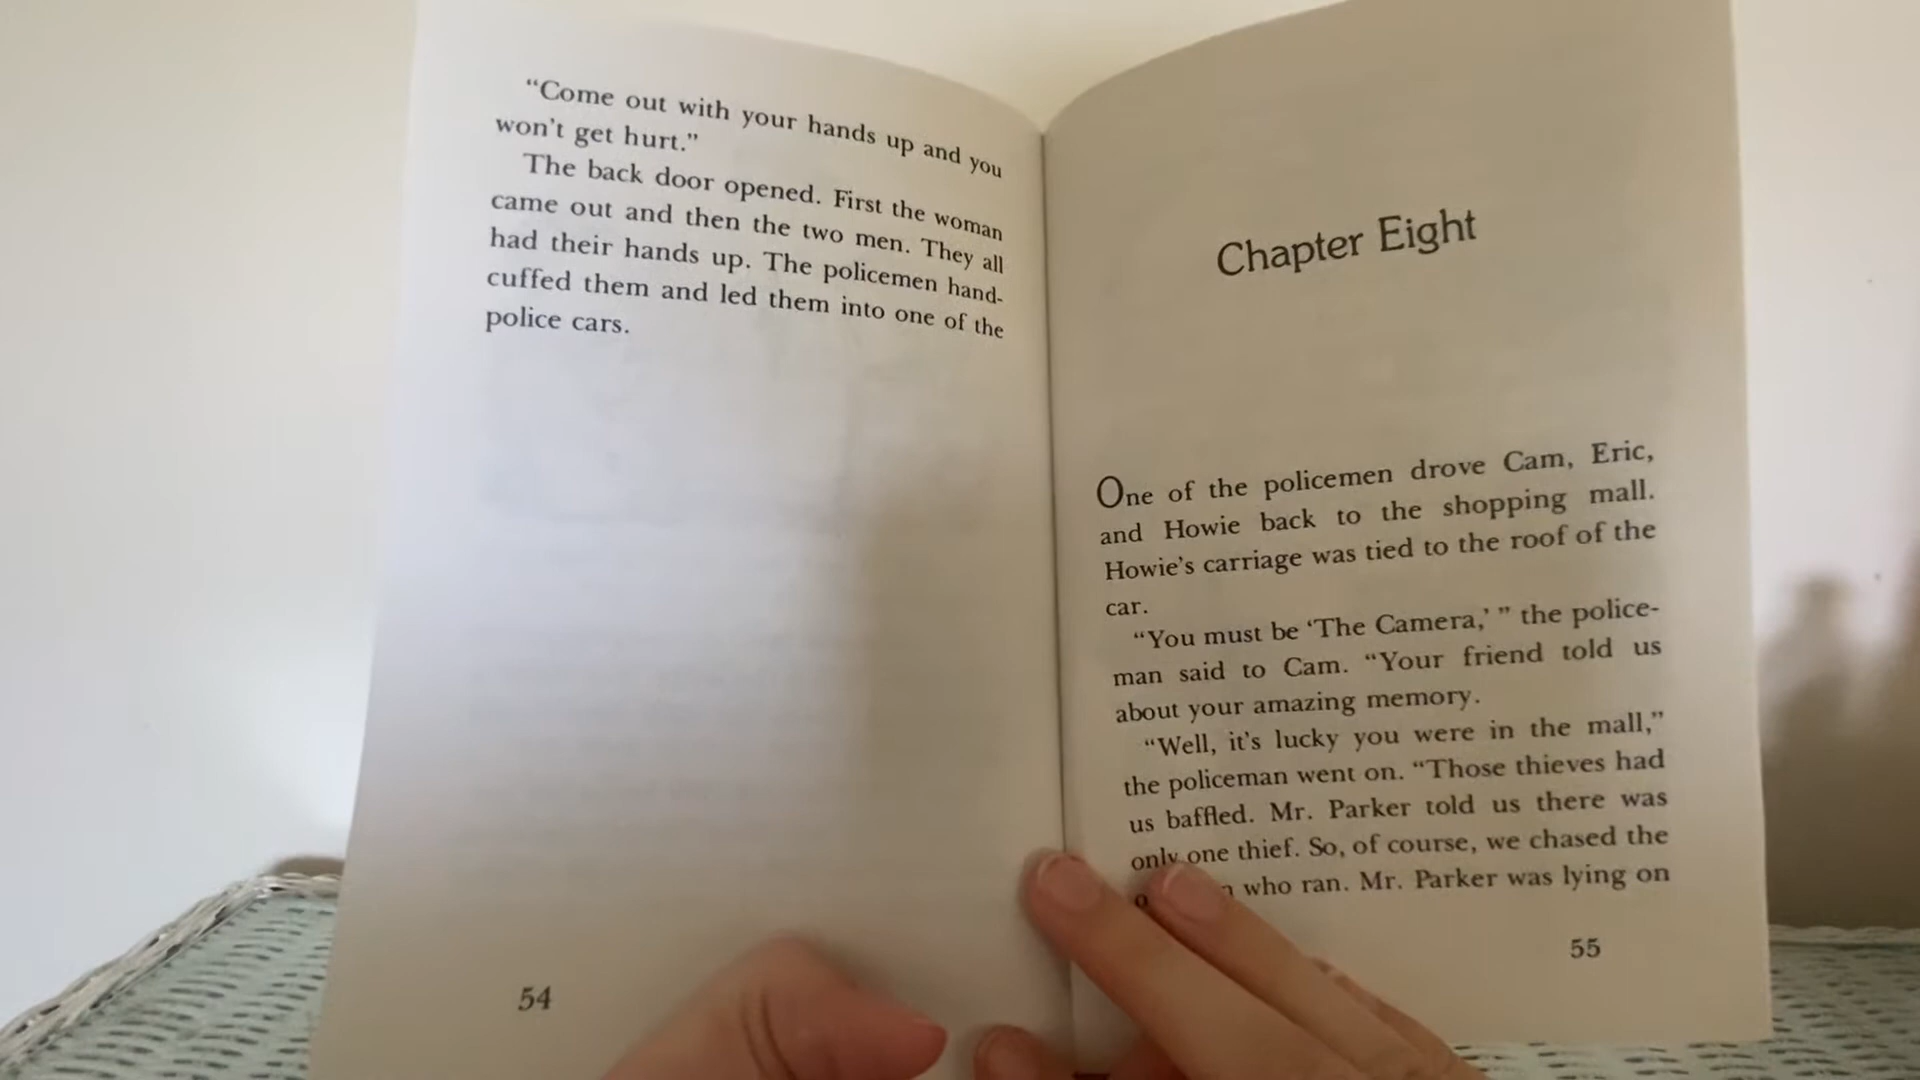 “Come out with your hands up and you
won’t get hurt.”
The back door opened. First the woman
came out and then the two men. They all
had their hands up. The policemen hand-
cuffed them and led them into one of the
police cars.
54
Chapter Eight
One of the policemen drove Cam, Eric,
and Howie back to the shopping mall.
Howie’s carriage was tied to the roof of the
car.
“You must be ‘The Camera,’ ” the police-
man said to Cam. “Your friend told us
about your amazing memory.
“Well, it’s lucky you were in the mall,”
the policeman went on. “Those thieves had
us baffled. Mr. Parker told us there was
only one thief. So, of course, we chased the
who ran. Mr. Parker was lying on
55